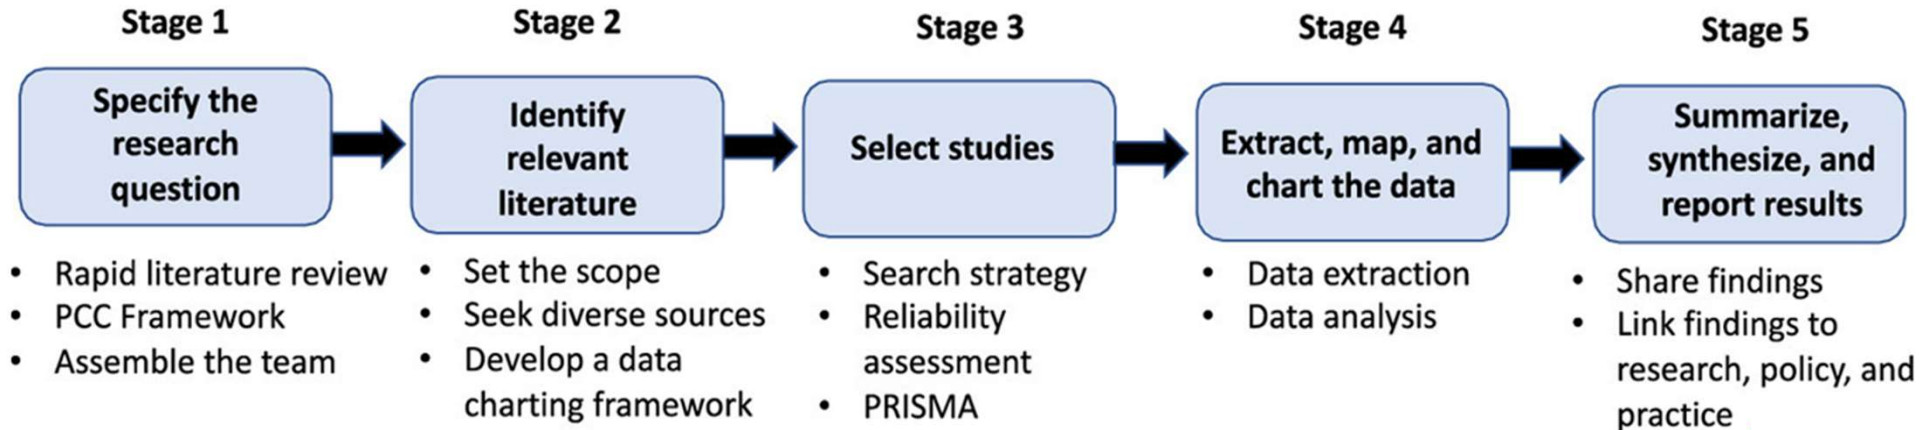 Stage 1
Specify the
research
question
• Rapid literature review
• PCC Framework
• Assemble the team
Stage 2
Identify
relevant
literature
• Set the scope
• Seek diverse sources
• Develop a data
charting framework
Stage 3
Select studies
• Search strategy
• Reliability
assessment
• PRISMA
Stage 4
Extract, map, and
chart the data
• Data extraction
• Data analysis
Stage 5
Summarize,
synthesize, and
report results
• Share findings
• Link findings to
research, policy, and
practice